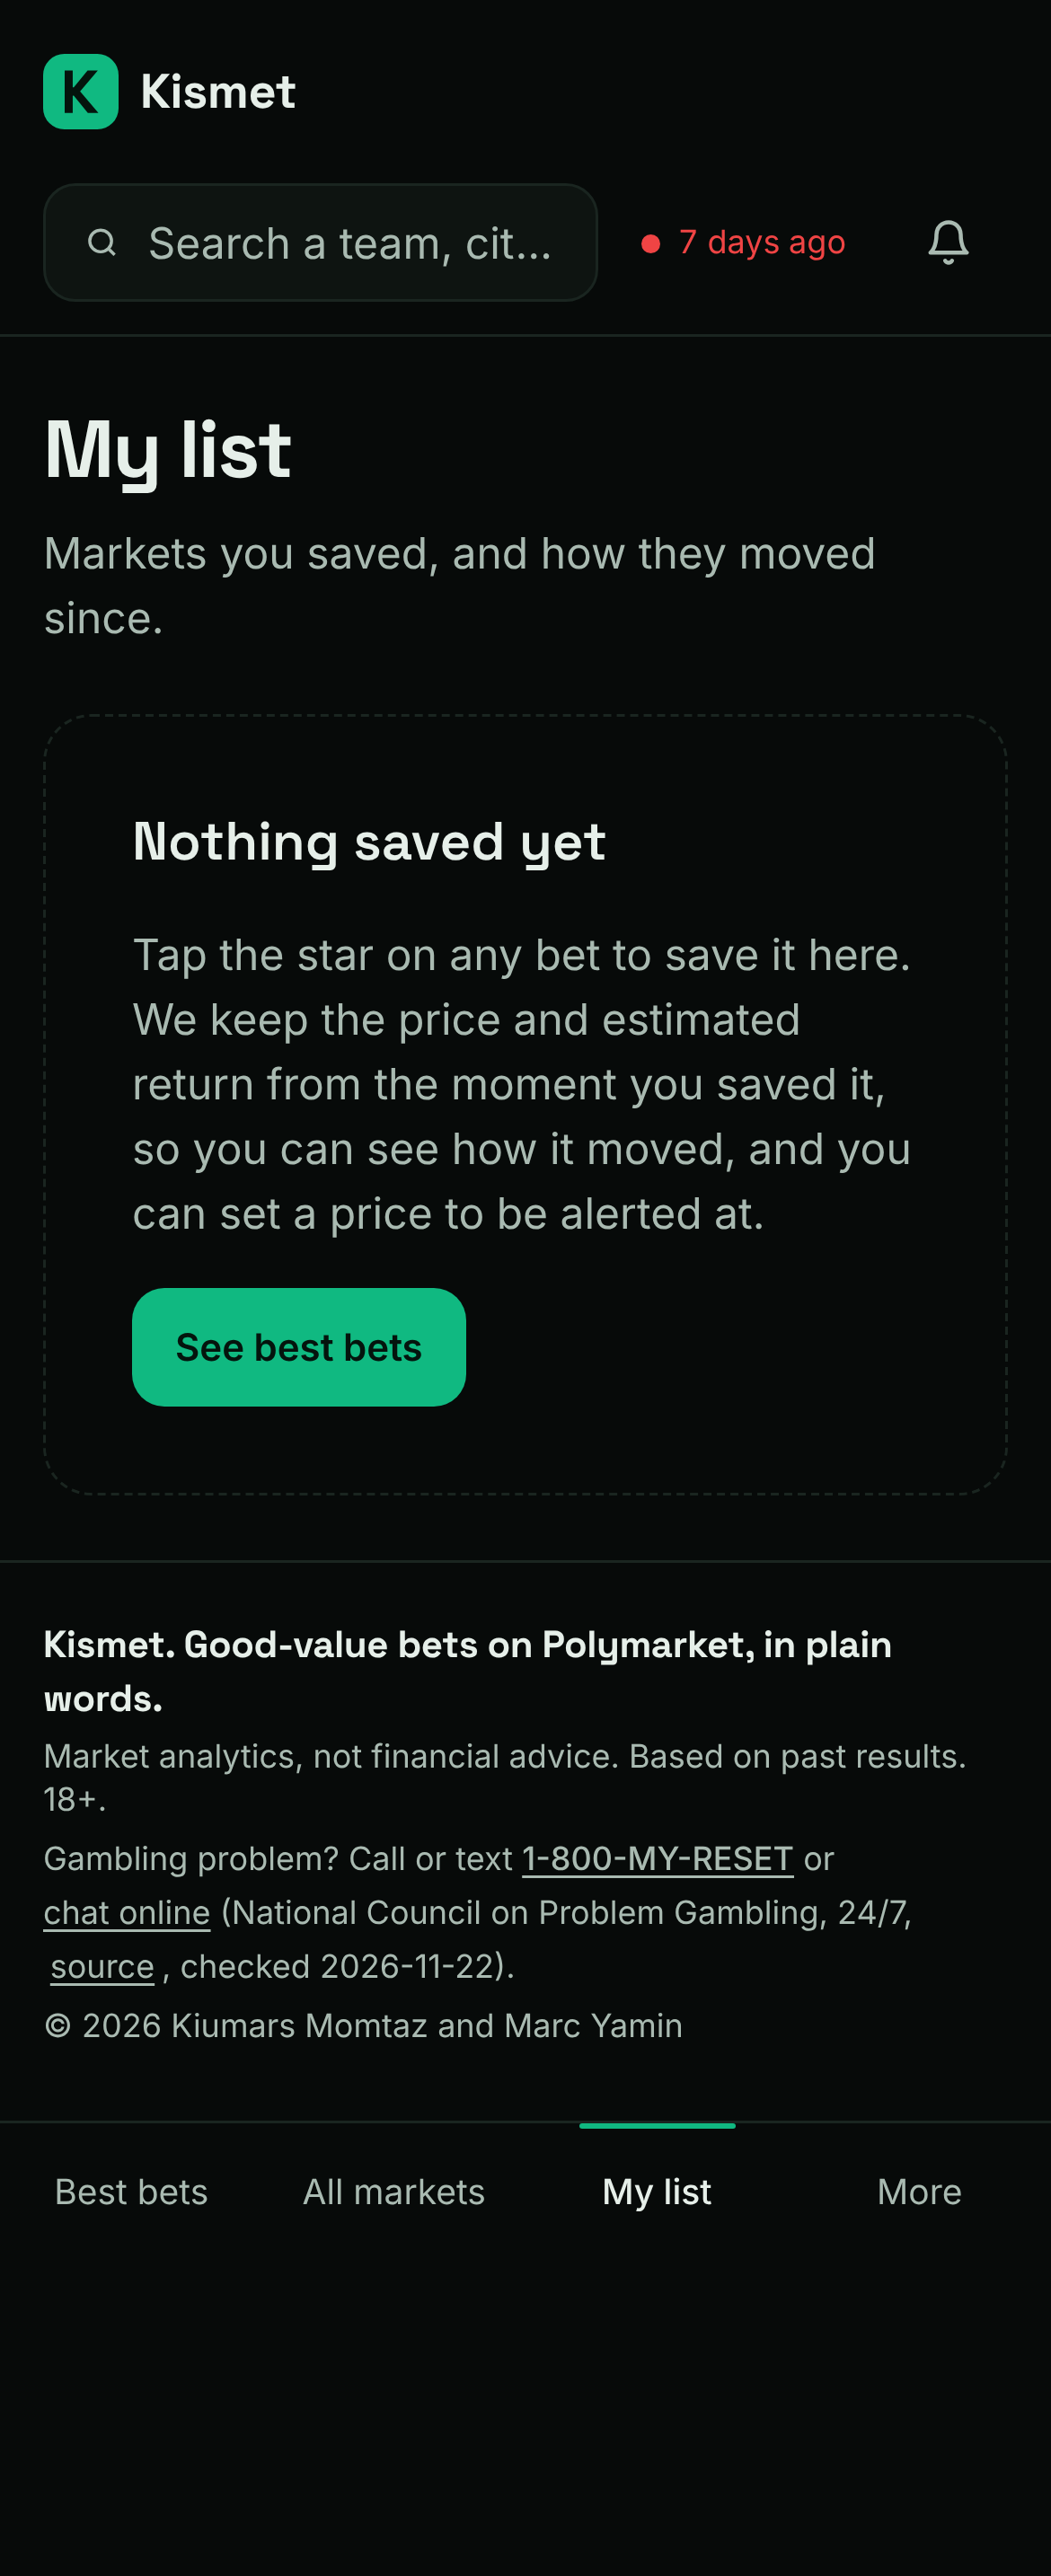 K Kismet
Search a team, cit...
7 days ago
My list
Markets you saved, and how they moved
since.
Nothing saved yet
Tap the star on any bet to save it here.
We keep the price and estimated
return from the moment you saved it,
so you can see how it moved, and you
can set a price to be alerted at.
See best bets
Kismet. Good-value bets on Polymarket, in plain
words.
Market analytics, not financial advice. Based on past results.
18+.
Gambling problem? Call or text 1-800-MY-RESET or
chat online (National Council on Problem Gambling, 24/7,
source , checked 2026-11-22).
© 2026 Kiumars Momtaz and Marc Yamin
Best bets All markets My list More